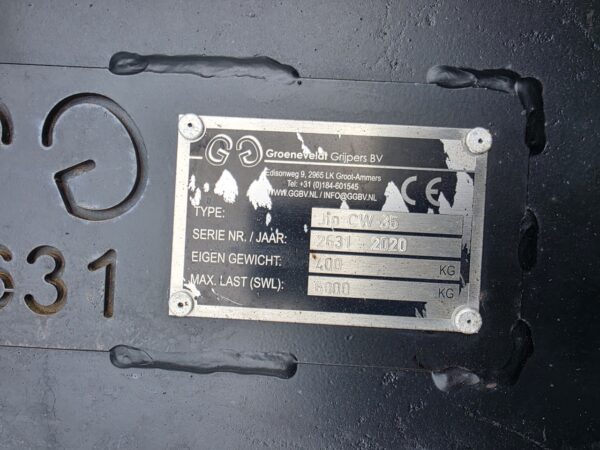 GG
631
GG Groeneveldt Grijpers BV
Edisonweg 9, 2965 LK Groot-Ammers
Tel: +31 (0)184-601545
WWW.GGBV.NL / INFO@GGBV.NL
CE
TYPE: CW 35
SERIE NR. / JAAR: 2631 - 2020
EIGEN GEWICHT: 400 KG
MAX. LAST (SWL): 6000 KG